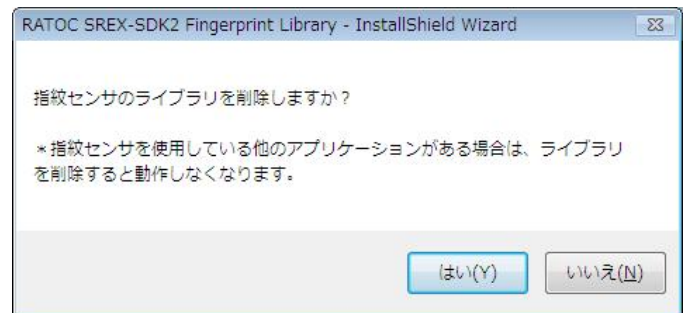 RATOC SREX-SDK2 Fingerprint Library - InstallShield Wizard
指紋センサのライブラリを削除しますか？
＊指紋センサを使用している他のアプリケーションがある場合は、ライブラリ
を削除すると動作しなくなります。
はい(Y)
いいえ(N)